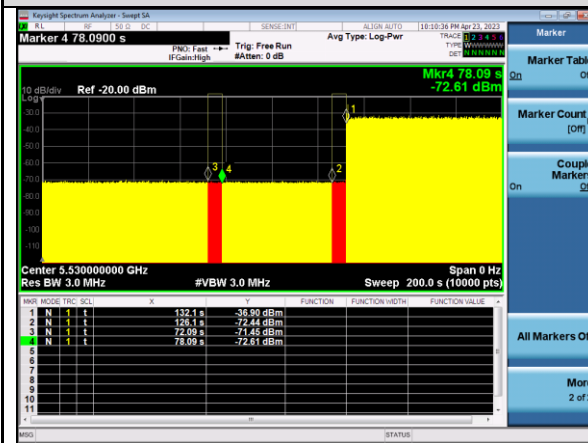 Keysight Spectrum Analyzer - Swept SA
RL RF 50 Ω DC SENSE:INT ALIGN AUTO 10:10:36 PM Apr 23, 2023
Marker 4 78.0900 s
PNO: Fast
IFGain:High
Trig: Free Run
#Atten: 0 dB
Avg Type: Log-Pwr
TRACE 1 2 3 4 5 6
TYPE WWWWWW
DET NNNNNN
Mkr4 78.09 s
-72.61 dBm
10 dB/div Ref -20.00 dBm
Log
-30.0
-40.0
-50.0
-60.0
-70.0
-80.0
-90.0
-100
-110
1
2
3
4
Center 5.530000000 GHz Span 0 Hz
Res BW 3.0 MHz #VBW 3.0 MHz Sweep 200.0 s (10000 pts)
MKR MODE TRC SCL X Y FUNCTION FUNCTION WIDTH FUNCTION VALUE
1 N 1 t 132.1 s -36.90 dBm
2 N 1 t 126.1 s -72.44 dBm
3 N 1 t 72.09 s -71.45 dBm
4 N 1 t 78.09 s -72.61 dBm
5
6
7
8
9
10
11
MSG STATUS
Marker
Marker Table
On Of
Marker Count
[Off]
Couple
Markers
On Of
All Markers Of
More
2 of